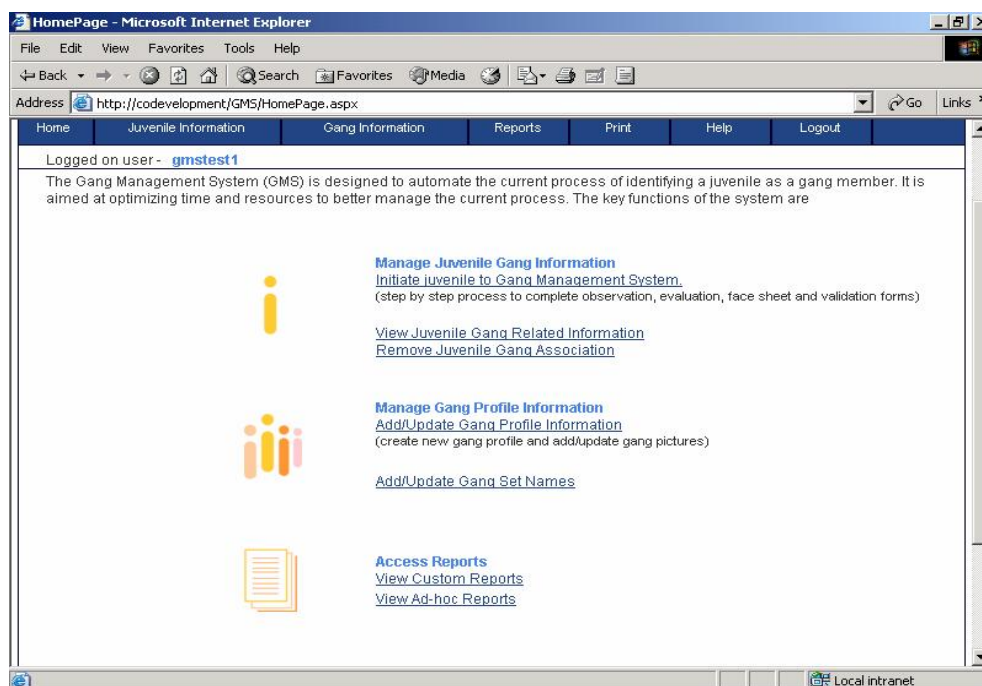 HomePage - Microsoft Internet Explorer
File Edit View Favorites Tools Help
Back Search Favorites Media
Address http://codevelopment/GMS/HomePage.aspx Go Links
Home Juvenile Information Gang Information Reports Print Help Logout
Logged on user - gmstest1
The Gang Management System (GMS) is designed to automate the current process of identifying a juvenile as a gang member. It is
aimed at optimizing time and resources to better manage the current process. The key functions of the system are
Manage Juvenile Gang Information
Initiate juvenile to Gang Management System.
(step by step process to complete observation, evaluation, face sheet and validation forms)
View Juvenile Gang Related Information
Remove Juvenile Gang Association
Manage Gang Profile Information
Add/Update Gang Profile Information
(create new gang profile and add/update gang pictures)
Add/Update Gang Set Names
Access Reports
View Custom Reports
View Ad-hoc Reports
Local intranet